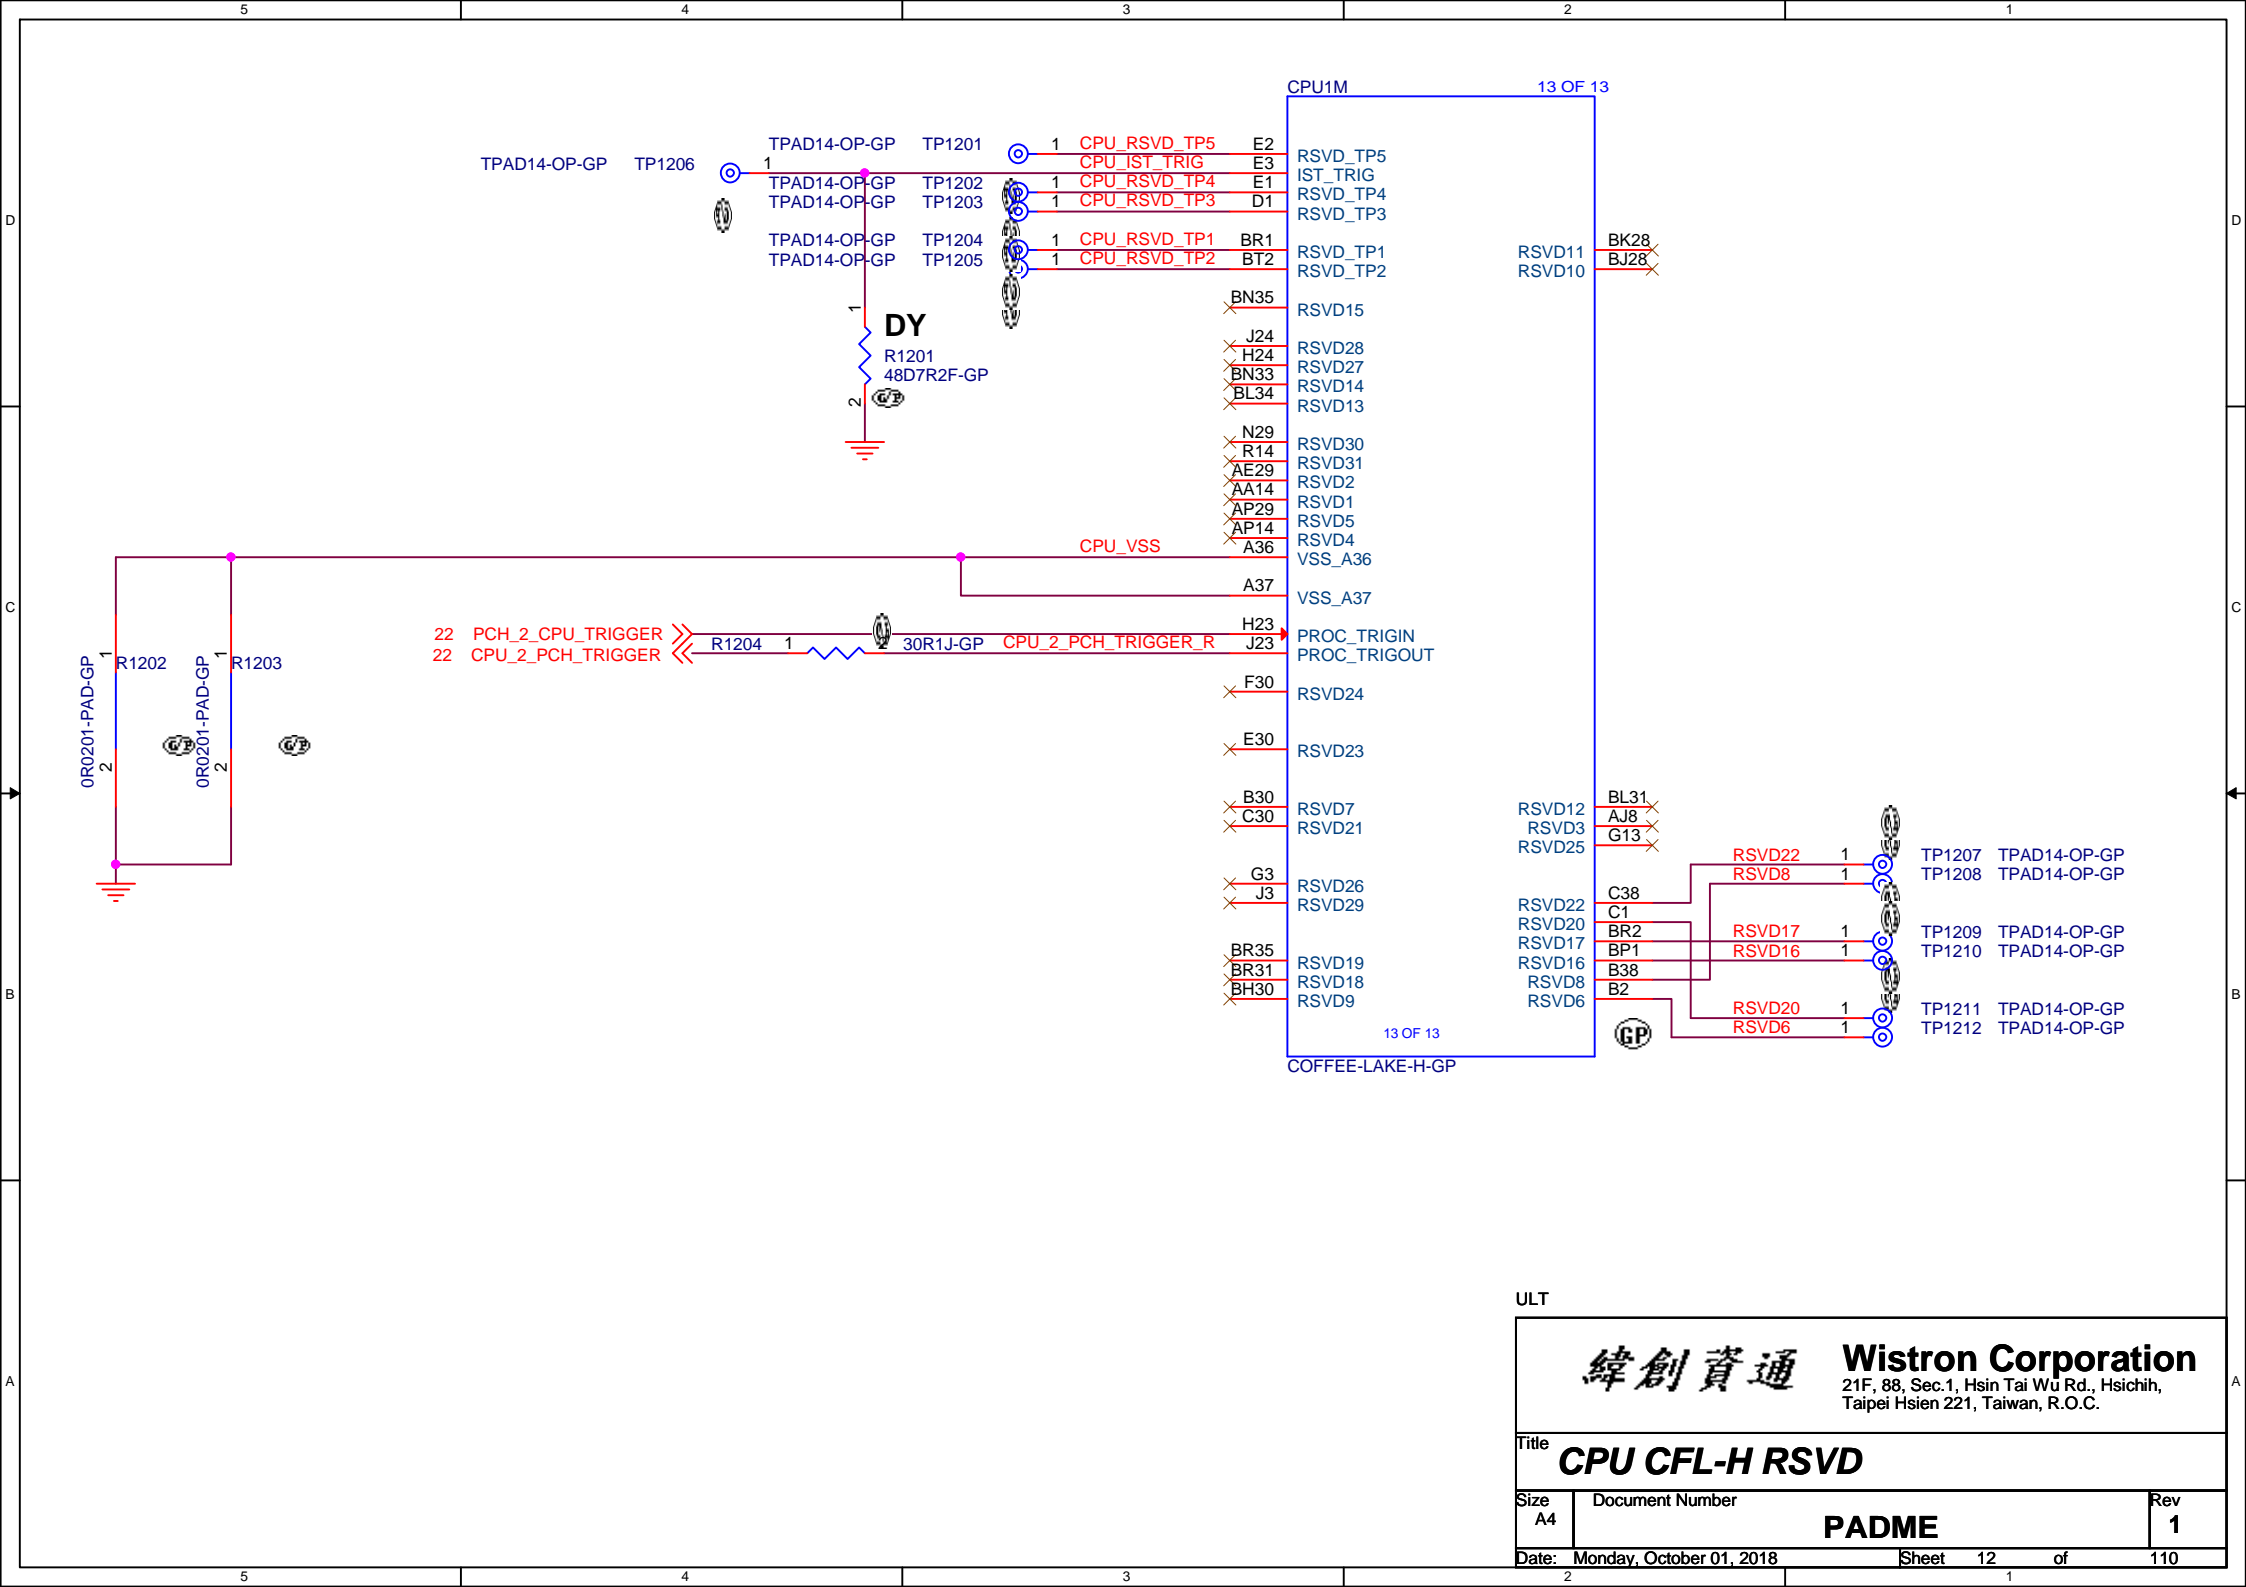 5 4 3 2 1
CPU1M 13 OF 13
TPAD14-OP-GP TP1201 1 CPU_RSVD_TP5 E2 RSVD_TP5
TPAD14-OP-GP TP1206 1 CPU_IST_TRIG E3 IST_TRIG
TPAD14-OP-GP TP1202 1 CPU_RSVD_TP4 E1 RSVD_TP4
TPAD14-OP-GP TP1203 1 CPU_RSVD_TP3 D1 RSVD_TP3
D D
TPAD14-OP-GP TP1204 1 CPU_RSVD_TP1 BR1 RSVD_TP1 RSVD11 BK28
TPAD14-OP-GP TP1205 1 CPU_RSVD_TP2 BT2 RSVD_TP2 RSVD10 BJ28
BN35 RSVD15
1
DY
R1201
48D7R2F-GP
2 G/P
J24 RSVD28
H24 RSVD27
BN33 RSVD14
BL34 RSVD13
N29 RSVD30
R14 RSVD31
AE29 RSVD2
AA14 RSVD1
AP29 RSVD5
AP14 RSVD4
CPU_VSS A36 VSS_A36
A37 VSS_A37
C C
22 PCH_2_CPU_TRIGGER H23 PROC_TRIGIN
22 CPU_2_PCH_TRIGGER R1204 1 2 30R1J-GP CPU_2_PCH_TRIGGER_R J23 PROC_TRIGOUT
1 R1202 1 R1203
0R0201-PAD-GP 0R0201-PAD-GP
G/P G/P
2 2
F30 RSVD24
E30 RSVD23
B30 RSVD7 RSVD12 BL31
C30 RSVD21 RSVD3 AJ8
RSVD25 G13
RSVD22 1 TP1207 TPAD14-OP-GP
RSVD8 1 TP1208 TPAD14-OP-GP
G3 RSVD26
J3 RSVD29 RSVD22 C38
RSVD20 C1
RSVD17 BR2 RSVD17 1 TP1209 TPAD14-OP-GP
BR35 RSVD19 RSVD16 BP1 RSVD16 1 TP1210 TPAD14-OP-GP
BR31 RSVD18 RSVD8 B38
BH30 RSVD9 RSVD6 B2
B B
RSVD20 1 TP1211 TPAD14-OP-GP
RSVD6 1 TP1212 TPAD14-OP-GP
13 OF 13 GP
COFFEE-LAKE-H-GP
ULT
緯創資通 Wistron Corporation
21F, 88, Sec.1, Hsin Tai Wu Rd., Hsichih,
Taipei Hsien 221, Taiwan, R.O.C.
A A
Title CPU CFL-H RSVD
Size Document Number Rev
A4 PADME 1
Date: Monday, October 01, 2018 Sheet 12 of 110
5 4 3 2 1